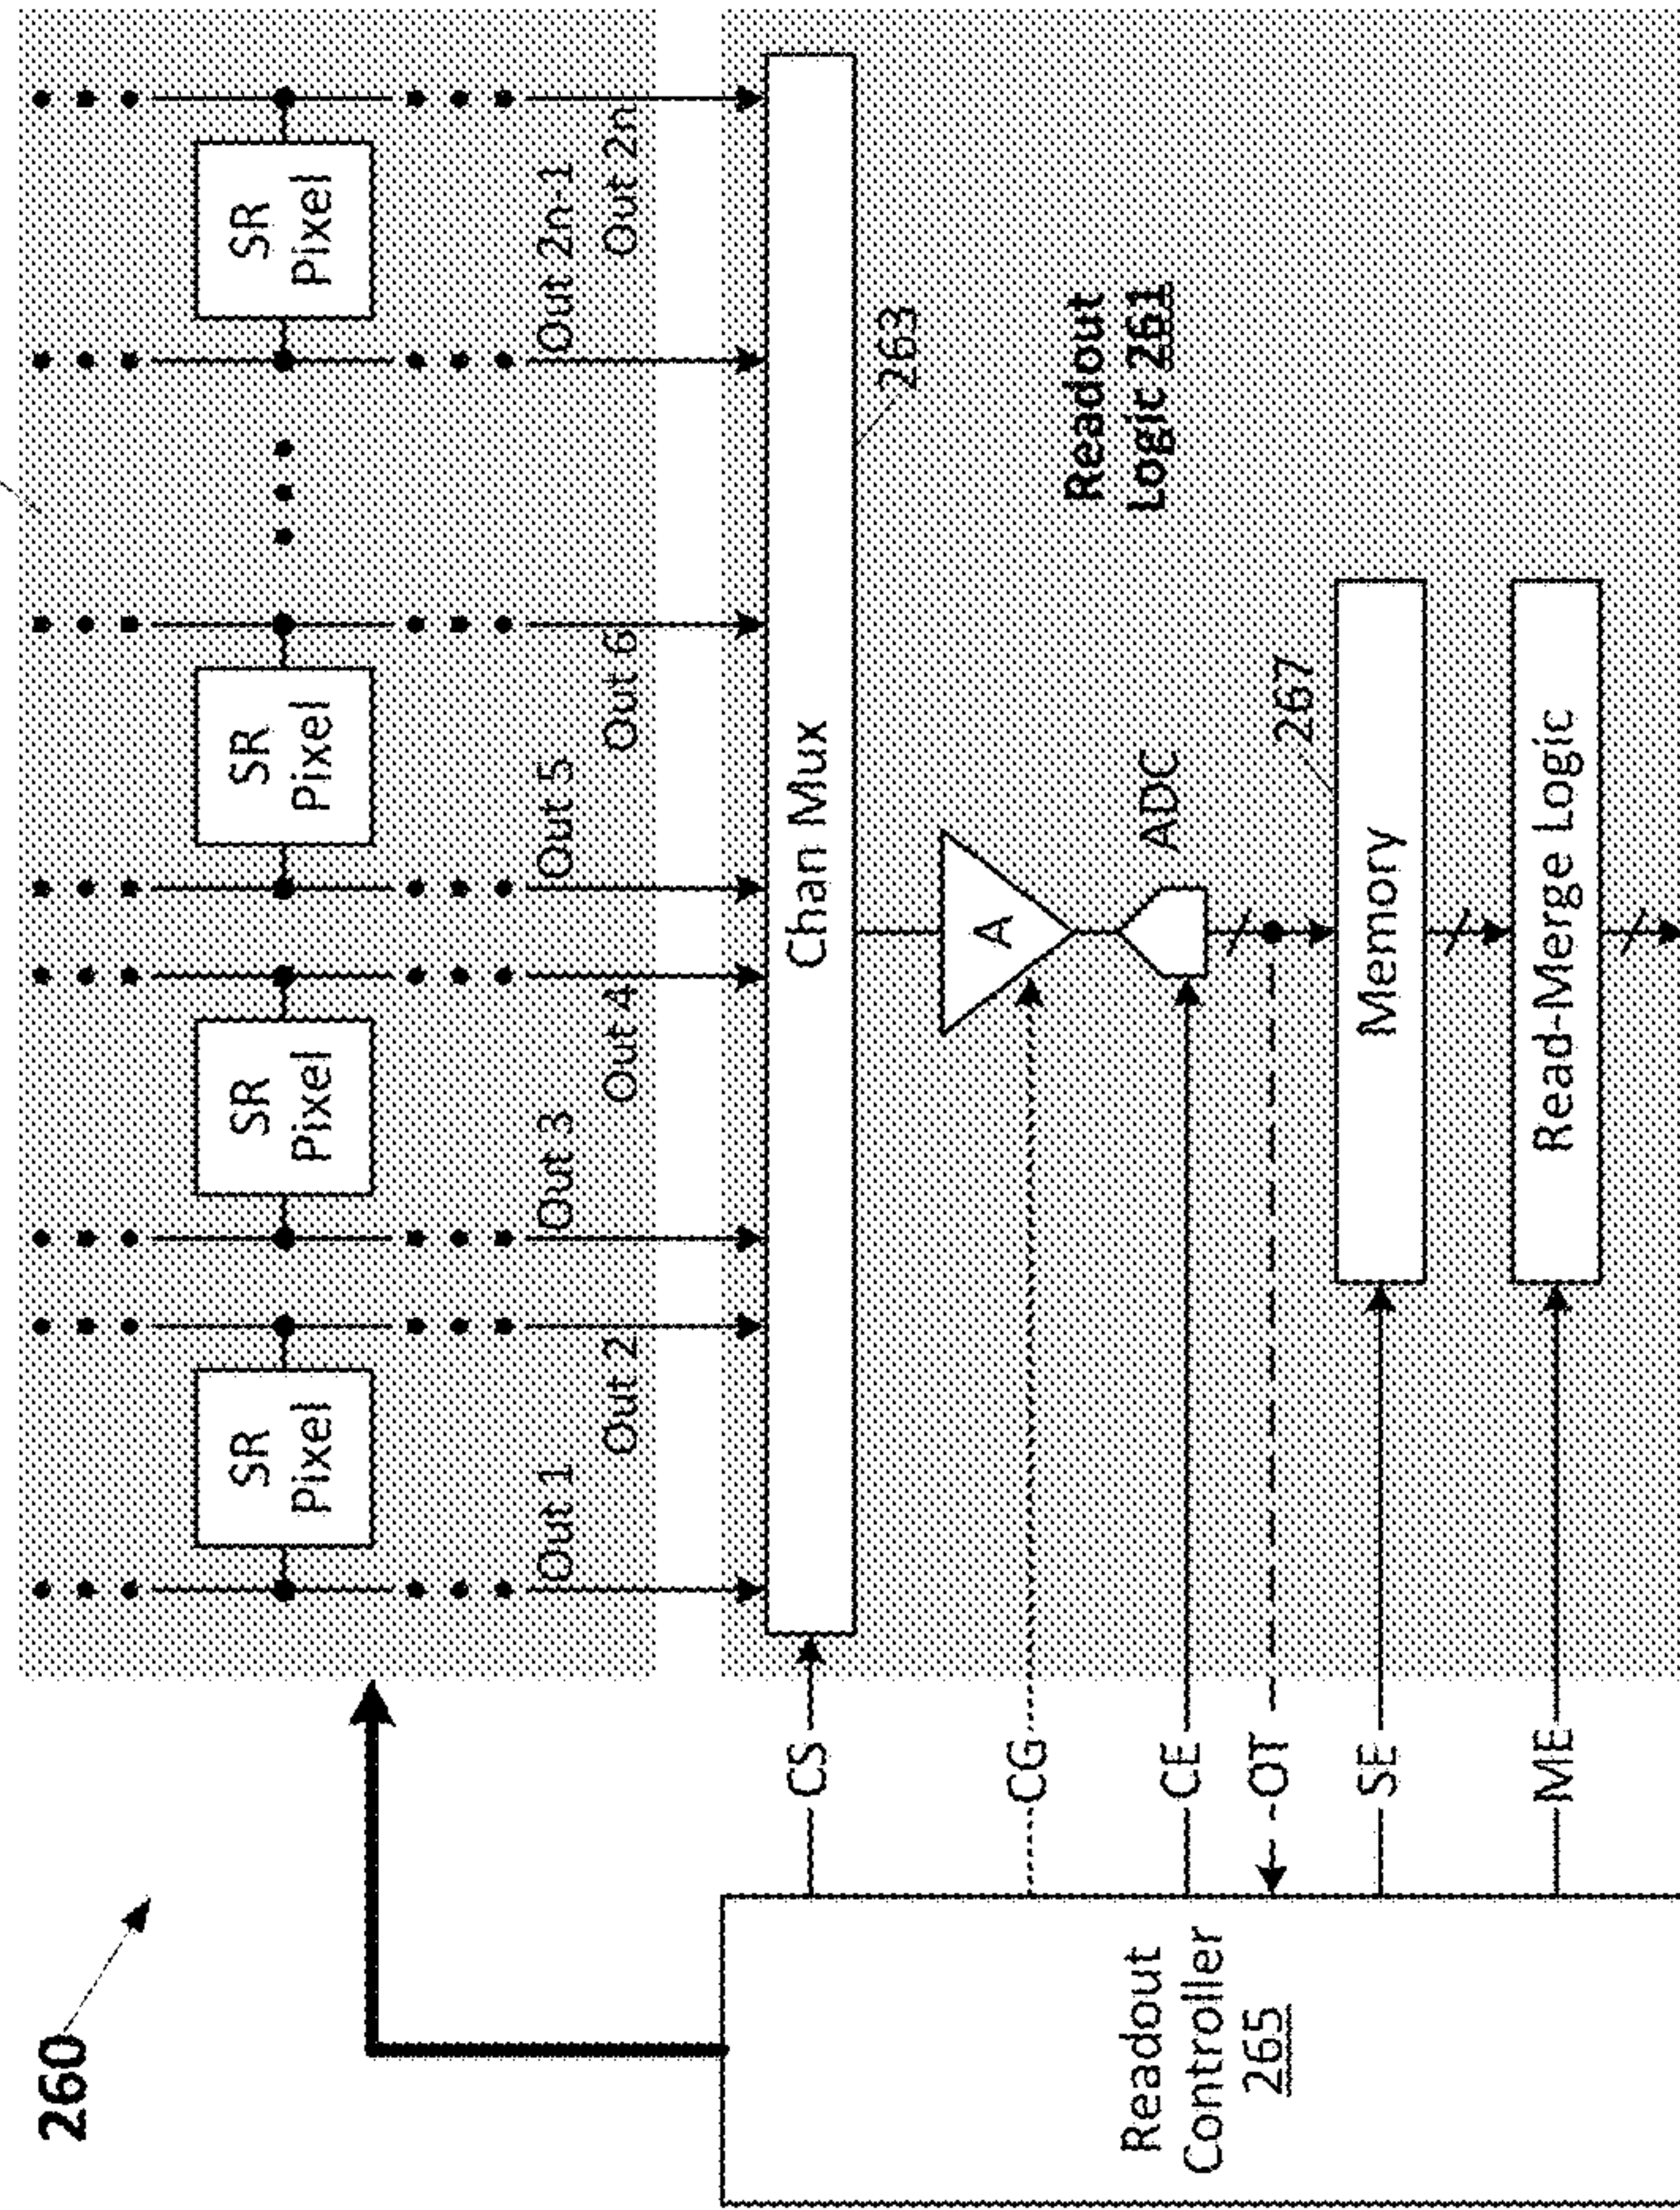 260
SR
Pixel
SR
Pixel
SR
Pixel
SR
Pixel
Out 1
Out 3
Out 5
Out 2n-1
Out 2
Out 4
Out 6
Out 2n
CS
Chan Mux
263
A
CG
Readout
Logic 261
ADC
CE
OT
267
SE
Memory
ME
Read-Merge Logic
Readout
Controller
265